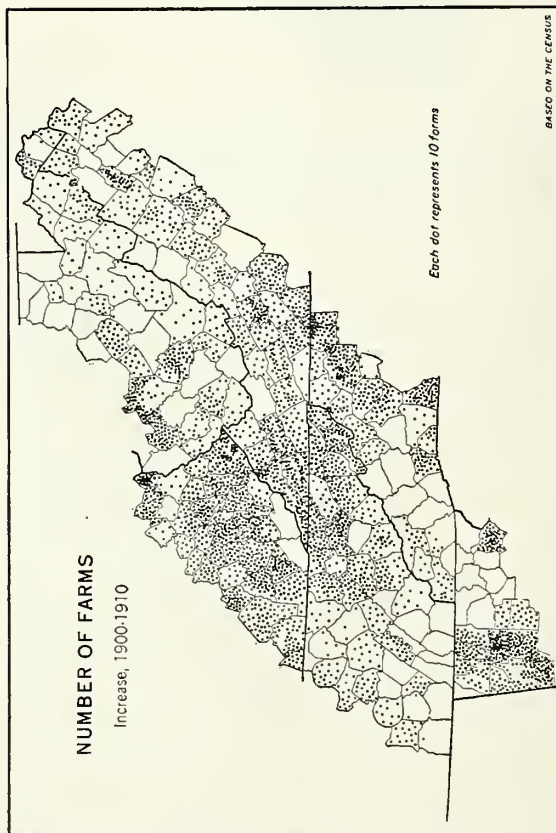 NUMBER OF FARMS
Increase, 1900-1910
Each dot represents 10 farms
BASED ON THE CENSUS